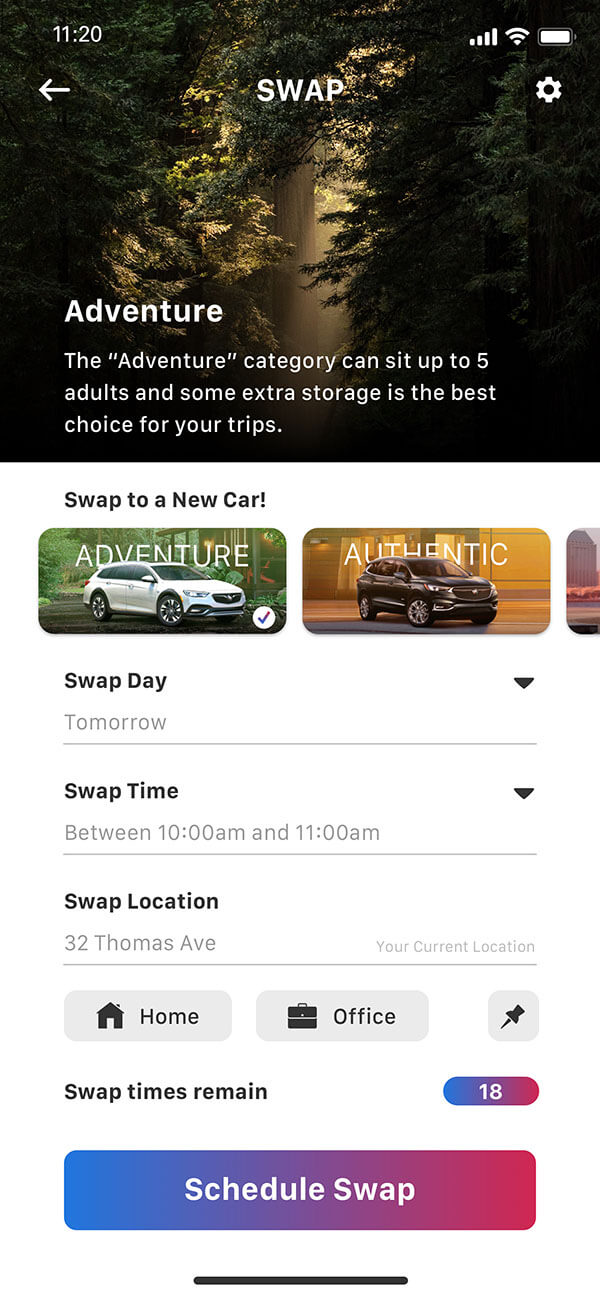 11:20
SWAP
Adventure
The “Adventure” category can sit up to 5
adults and some extra storage is the best
choice for your trips.
Swap to a New Car!
ADVENTURE
AUTHENTIC
Swap Day
Tomorrow
Swap Time
Between 10:00am and 11:00am
Swap Location
32 Thomas Ave
Your Current Location
Home
Office
Swap times remain
18
Schedule Swap